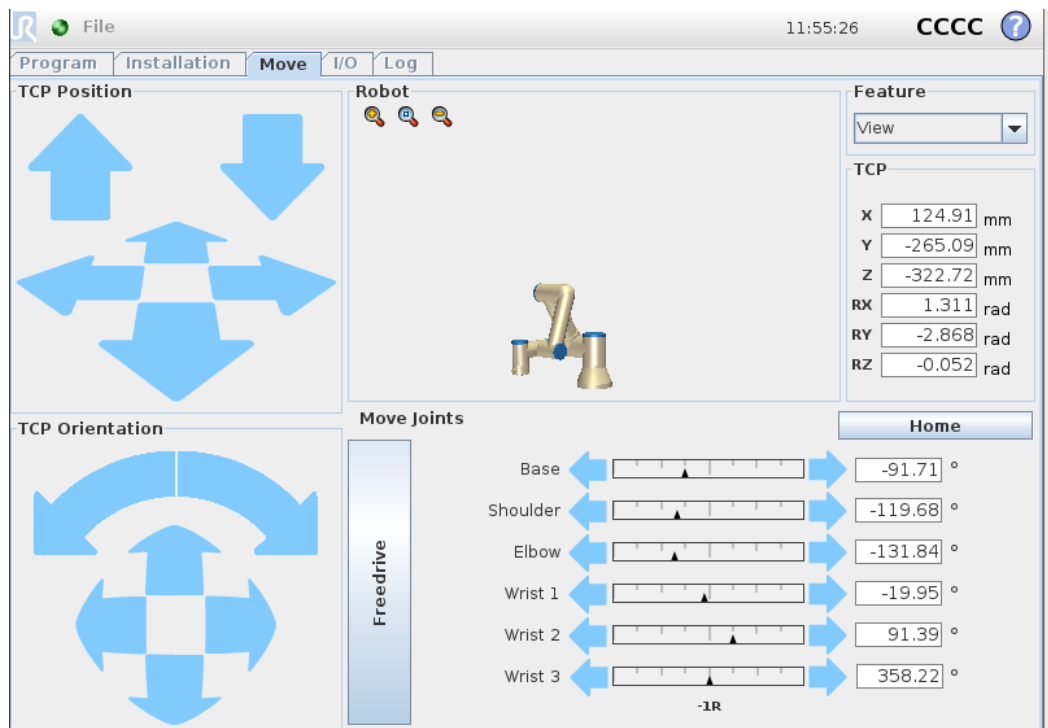 File 11:55:26 CCCC ?
Program Installation Move I/O Log
TCP Position
Robot
Feature
View
TCP
X 124.91 mm
Y -265.09 mm
Z -322.72 mm
RX 1.311 rad
RY -2.868 rad
RZ -0.052 rad
TCP Orientation
Move Joints
Home
Freedrive
Base -91.71 °
Shoulder -119.68 °
Elbow -131.84 °
Wrist 1 -19.95 °
Wrist 2 91.39 °
Wrist 3 358.22 °
-1R